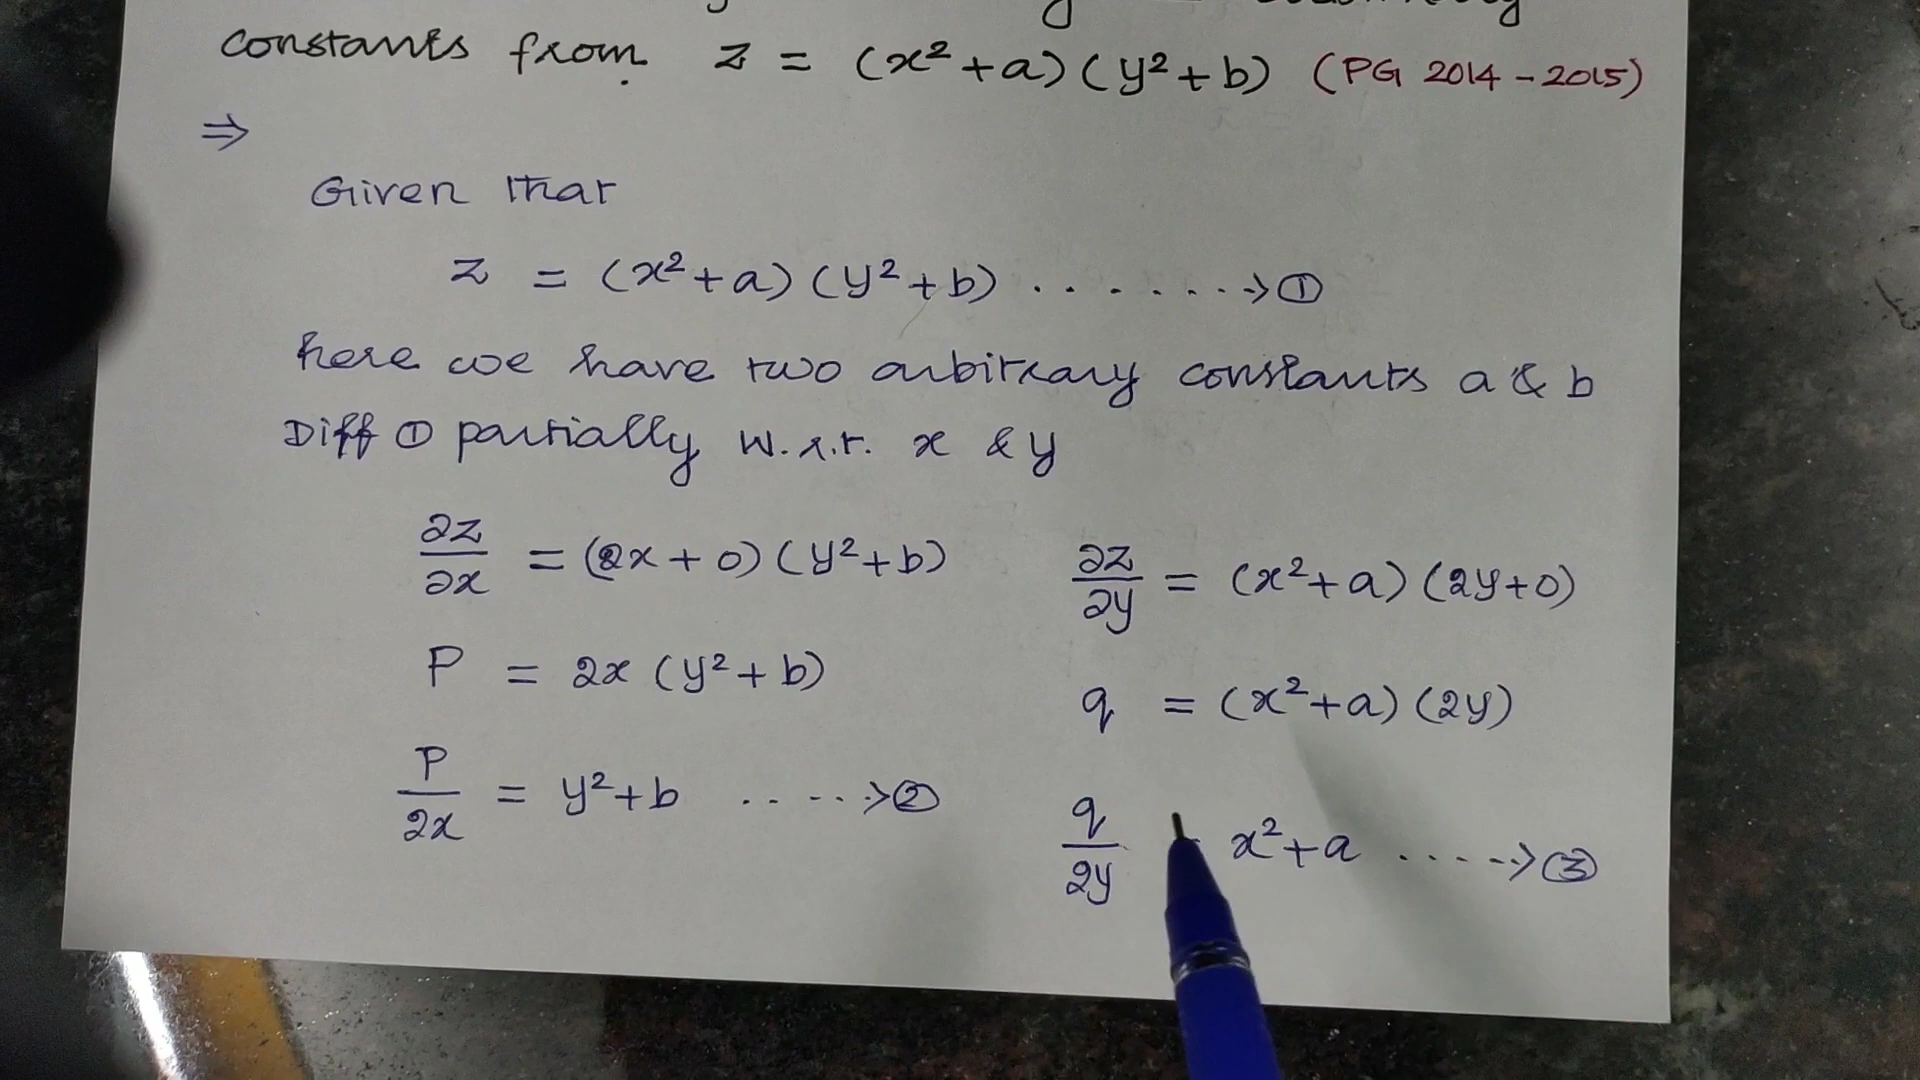 constants from. z = (x² + a)(y² + b) (PG 2014 - 2015)
⇒
Given that
z = (x² + a)(y² + b) ........→①
here we have two arbitrary constants a & b
Diff ① partially w.r.t. x & y
∂z/∂x = (2x + 0)(y² + b)
P = 2x (y² + b)
P/2x = y² + b .....→②
∂z/∂y = (x² + a)(2y + 0)
q = (x² + a)(2y)
q/2y = x² + a .....→③